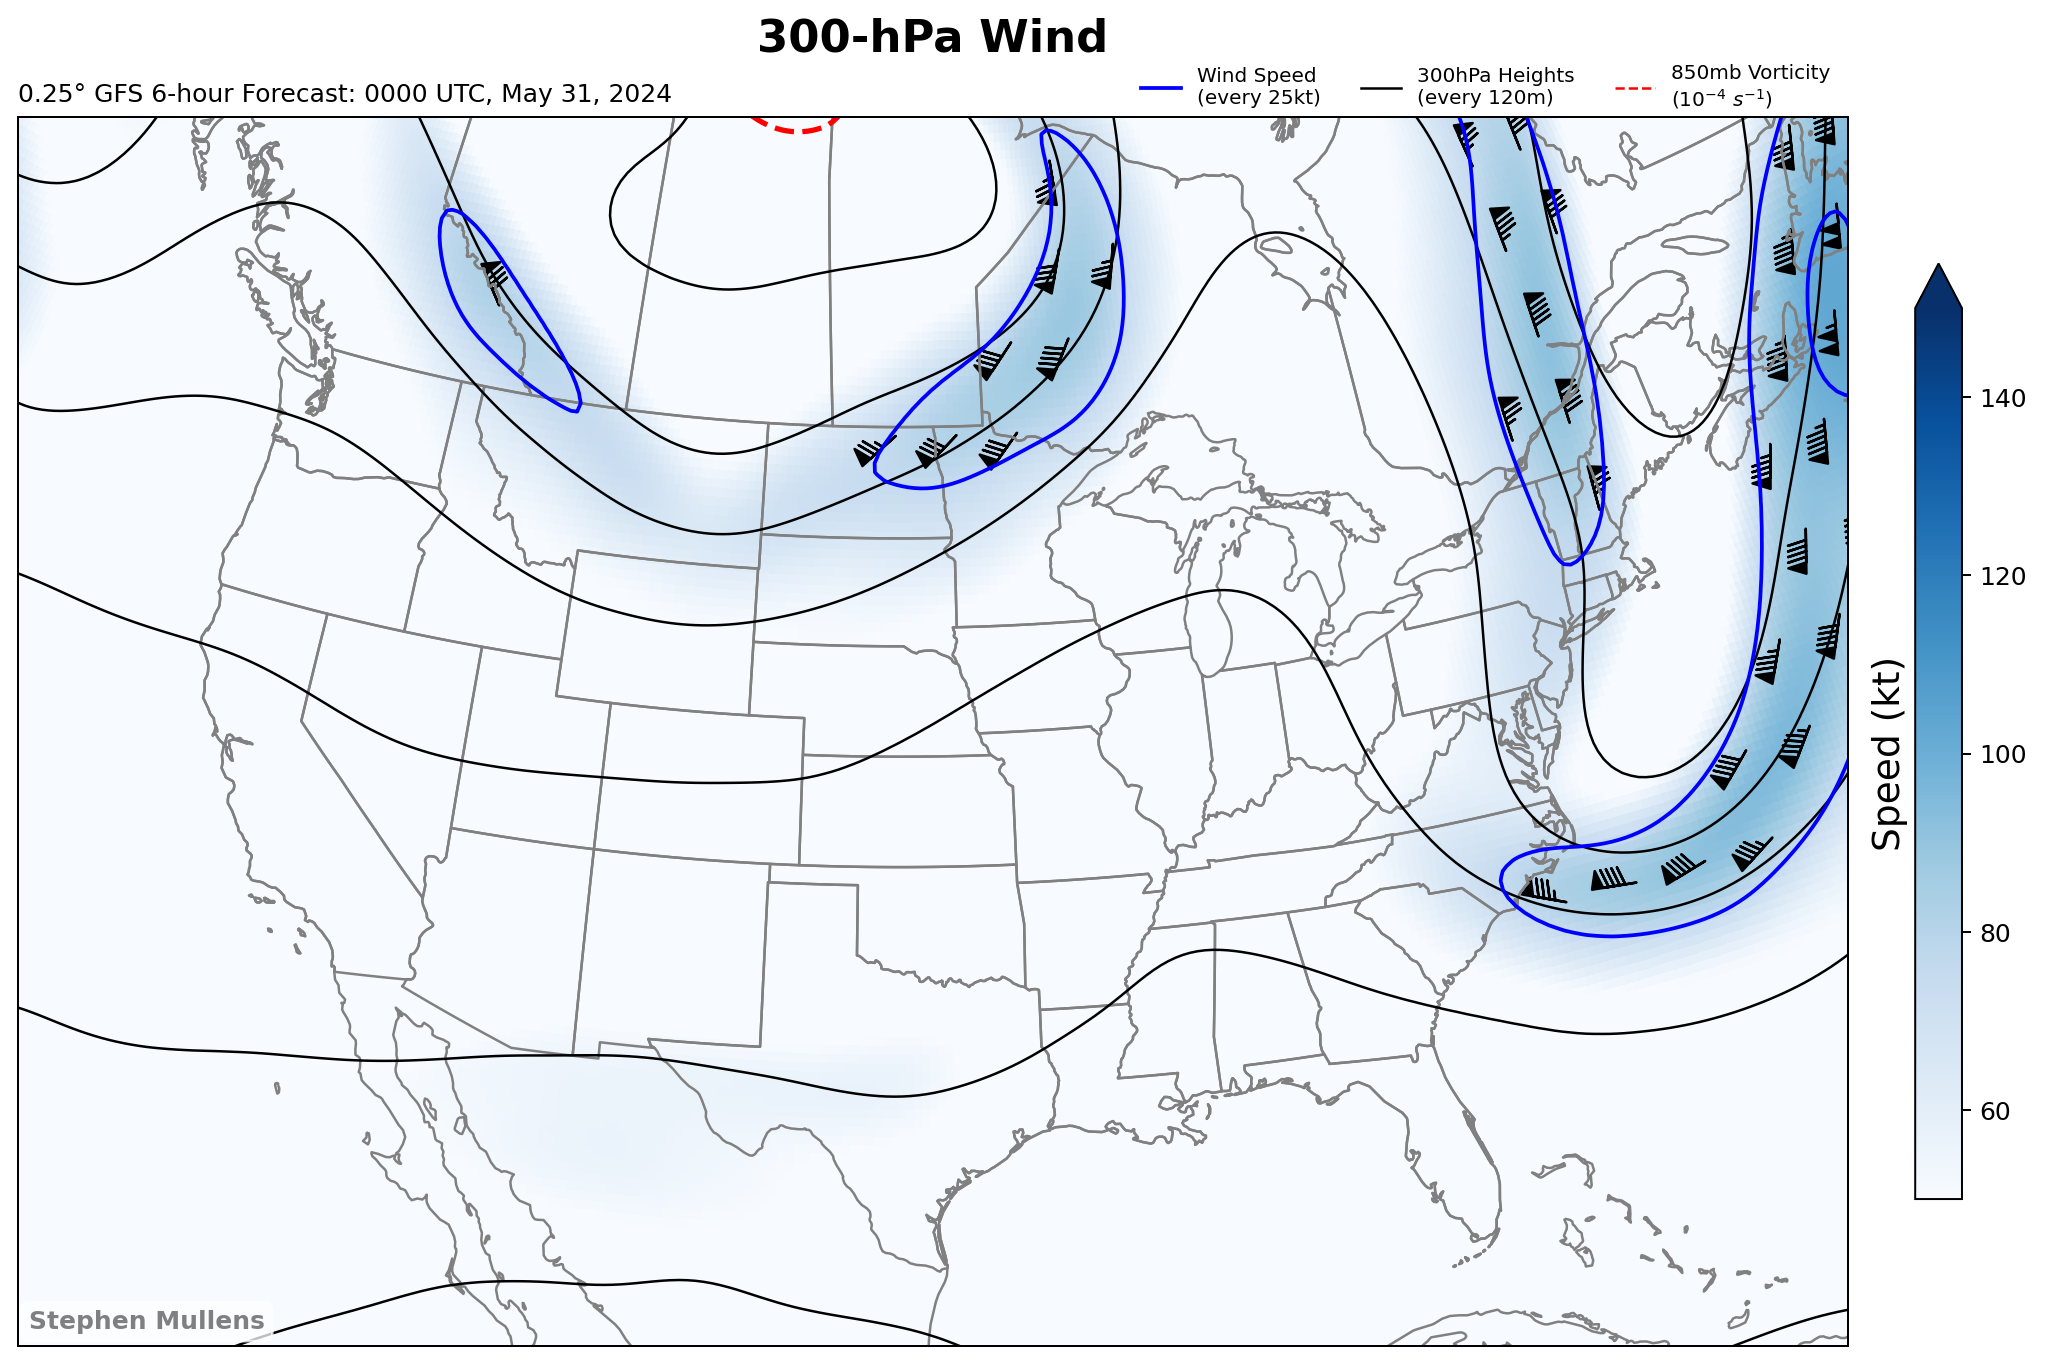 300-hPa Wind
0.25° GFS 6-hour Forecast: 0000 UTC, May 31, 2024
Wind Speed
(every 25kt)
300hPa Heights
(every 120m)
850mb Vorticity
(10⁻⁴ s⁻¹)
140
120
100
80
60
Speed (kt)
Stephen Mullens